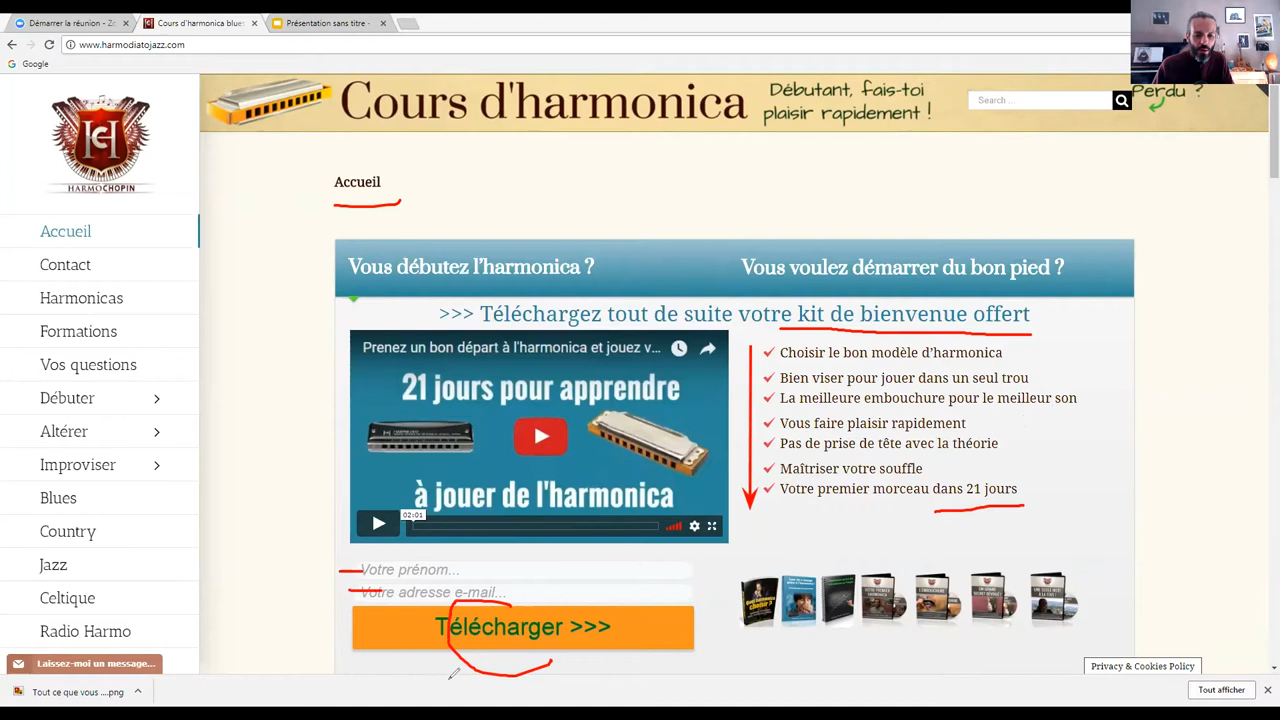 Démarrer la réunion - Zo
Cours d'harmonica blues
Présentation sans titre -
www.harmodiatojazz.com
Google
HC
HARMOCHOPIN
Cours d'harmonica
Débutant, fais-toi
plaisir rapidement !
Search ...
Perdu ?
Accueil
Contact
Harmonicas
Formations
Vos questions
Débuter
Altérer
Improviser
Blues
Country
Jazz
Celtique
Radio Harmo
Laissez-moi un message...
Accueil
Vous débutez l'harmonica ?
Vous voulez démarrer du bon pied ?
>>> Téléchargez tout de suite votre kit de bienvenue offert
Prenez un bon départ à l'harmonica et jouez v...
21 jours pour apprendre
à jouer de l'harmonica
02:01
Choisir le bon modèle d'harmonica
Bien viser pour jouer dans un seul trou
La meilleure embouchure pour le meilleur son
Vous faire plaisir rapidement
Pas de prise de tête avec la théorie
Maîtriser votre souffle
Votre premier morceau dans 21 jours
Votre prénom...
Votre adresse e-mail...
Télécharger >>>
Privacy & Cookies Policy
Tout ce que vous ....png
Tout afficher